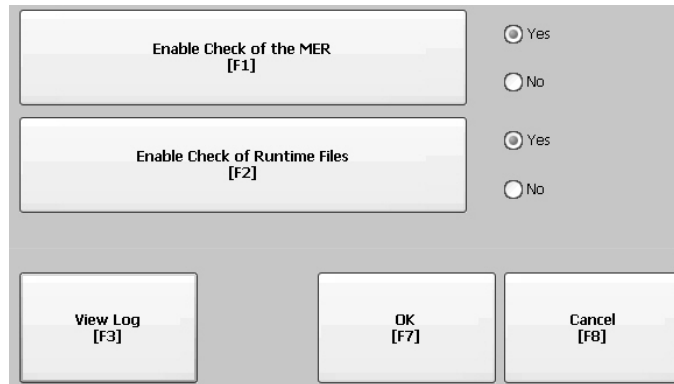 Enable Check of the MER
[F1]
Yes
No
Enable Check of Runtime Files
[F2]
Yes
No
View Log
[F3]
OK
[F7]
Cancel
[F8]